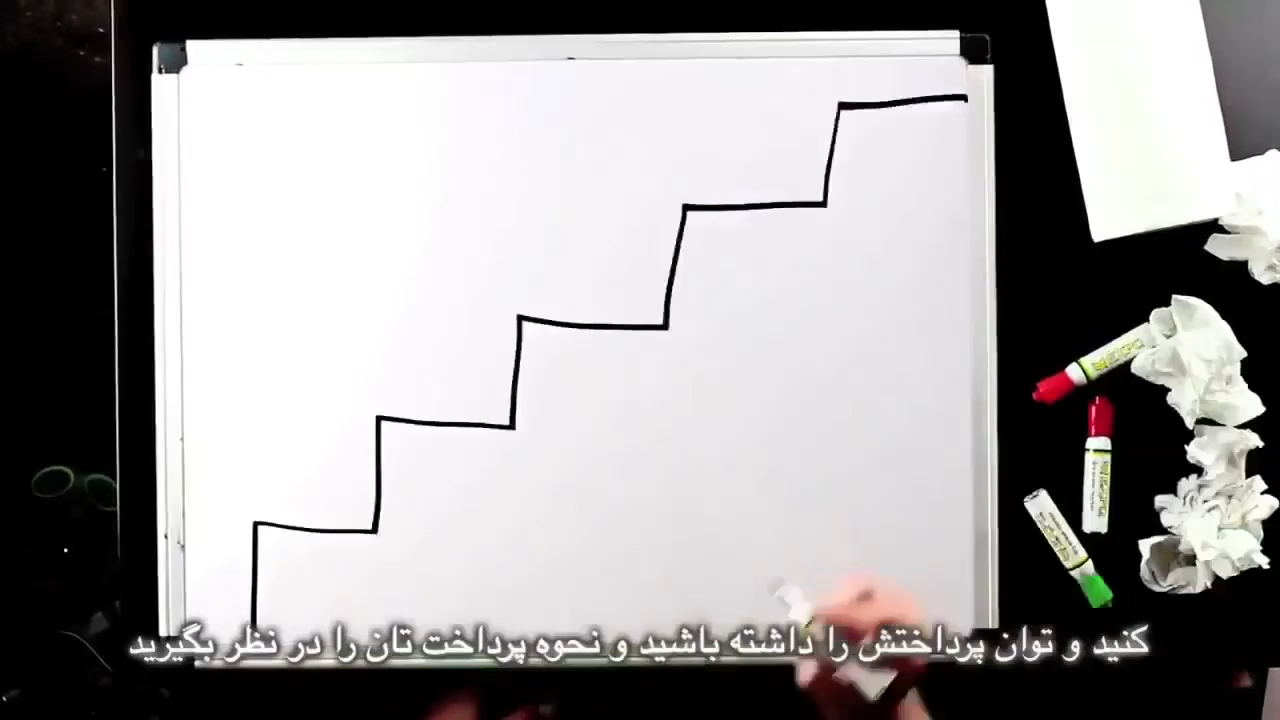 کنید و توان پرداختش را داشته باشید و نحوه پرداخت تان را در نظر بگیرید